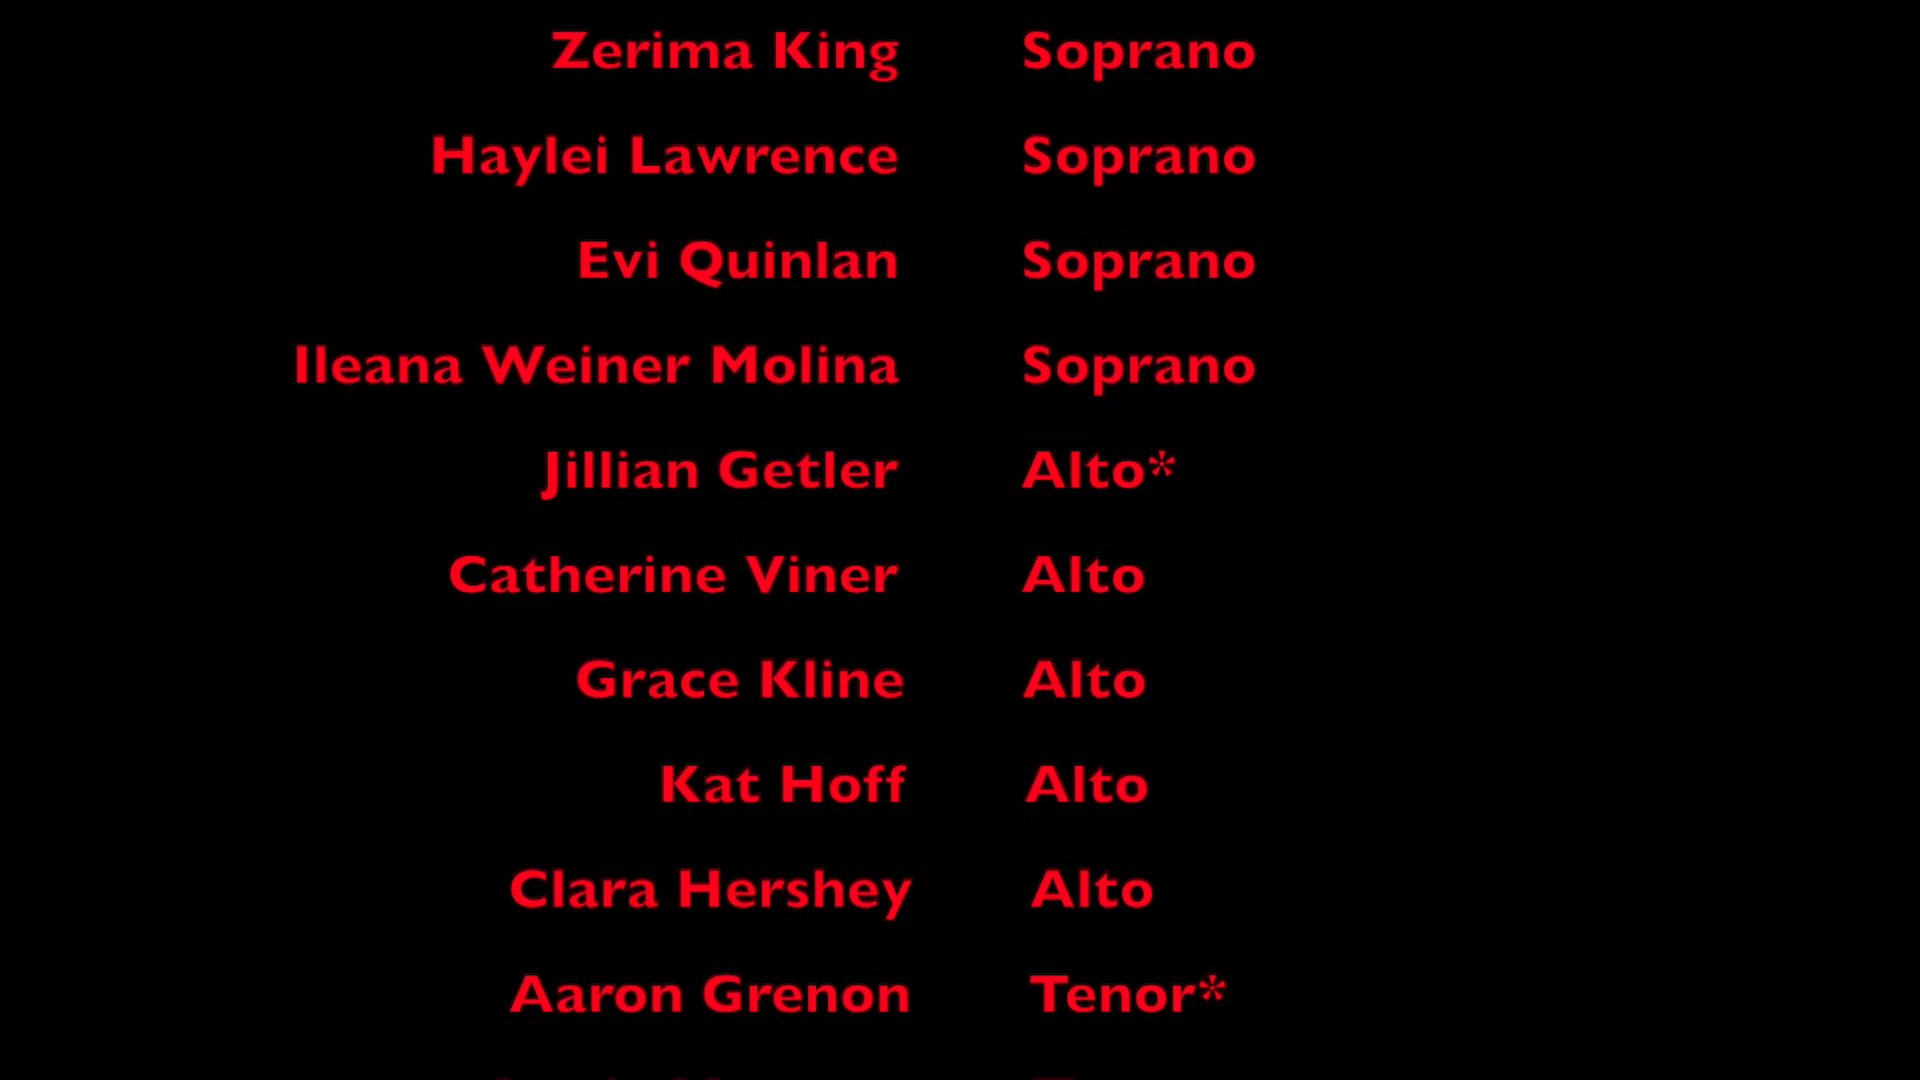 Zerima King Soprano
Haylei Lawrence Soprano
Evi Quinlan Soprano
Ileana Weiner Molina Soprano
Jillian Getler Alto*
Catherine Viner Alto
Grace Kline Alto
Kat Hoff Alto
Clara Hershey Alto
Aaron Grenon Tenor*